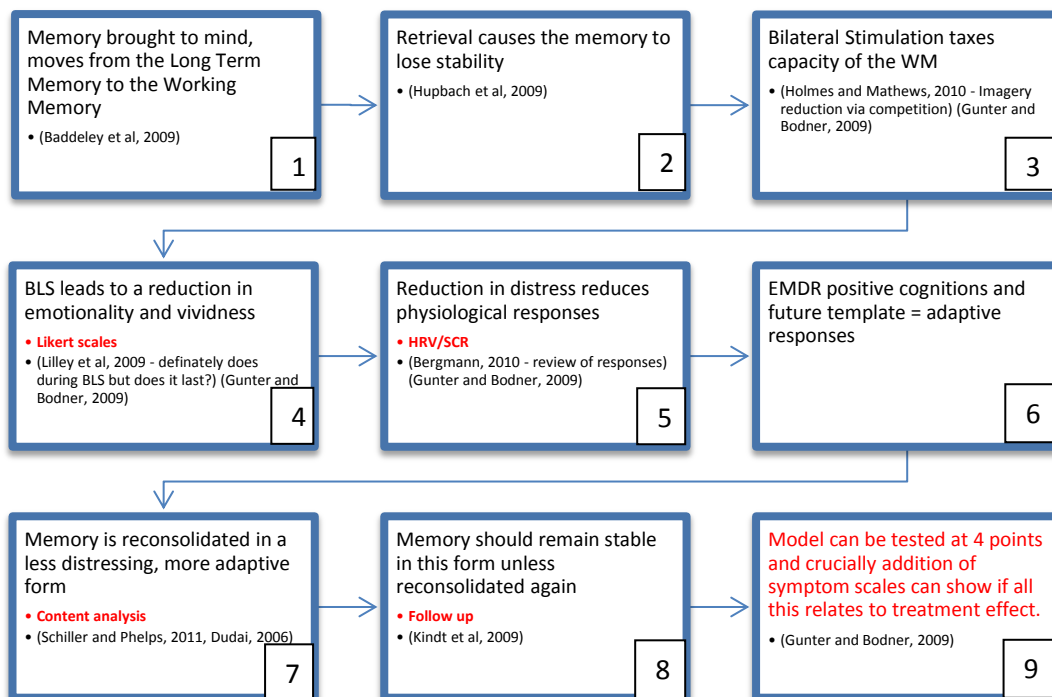 Memory brought to mind,
moves from the Long Term
Memory to the Working
Memory
• (Baddeley et al, 2009)
1
Retrieval causes the memory to
lose stability
• (Hupbach et al, 2009)
2
Bilateral Stimulation taxes
capacity of the WM
• (Holmes and Mathews, 2010 - Imagery
reduction via competition) (Gunter and
Bodner, 2009)
3
BLS leads to a reduction in
emotionality and vividness
• Likert scales
• (Lilley et al, 2009 - definately does
during BLS but does it last?) (Gunter and
Bodner, 2009)
4
Reduction in distress reduces
physiological responses
• HRV/SCR
• (Bergmann, 2010 - review of responses)
(Gunter and Bodner, 2009)
5
EMDR positive cognitions and
future template = adaptive
responses
6
Memory is reconsolidated in a
less distressing, more adaptive
form
• Content analysis
• (Schiller and Phelps, 2011, Dudai, 2006)
7
Memory should remain stable
in this form unless
reconsolidated again
• Follow up
• (Kindt et al, 2009)
8
Model can be tested at 4 points
and crucially addition of
symptom scales can show if all
this relates to treatment effect.
• (Gunter and Bodner, 2009)
9